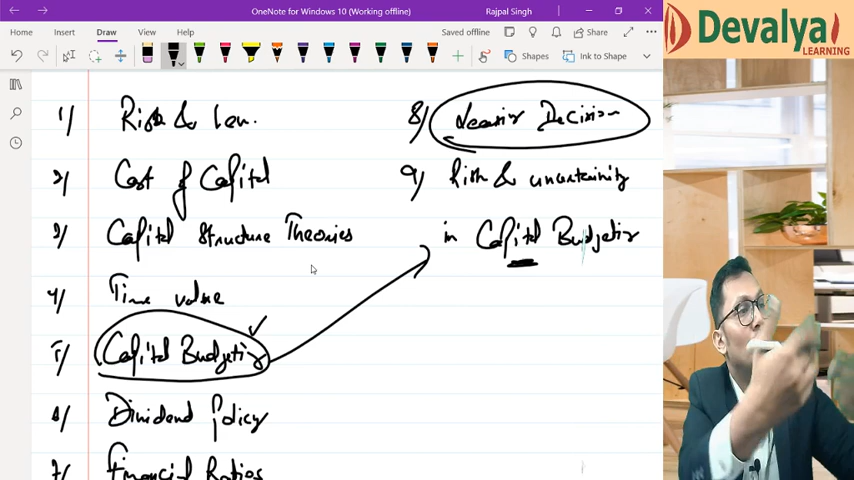 OneNote for Windows 10 (Working offline)
Rajpal Singh
Home Insert Draw View Help
Saved offline
Shapes
Ink to Shape
Devalya
LEARNING
1) Risk & Lev.
2) Cost of Capital
3) Capital Structure Theories
4) Time value
5) Capital Budgeting
6) Dividend Policy
7) Financial Ratios
8) Leasing Decision
9) Risk & uncertainity
in Capital Budgeting